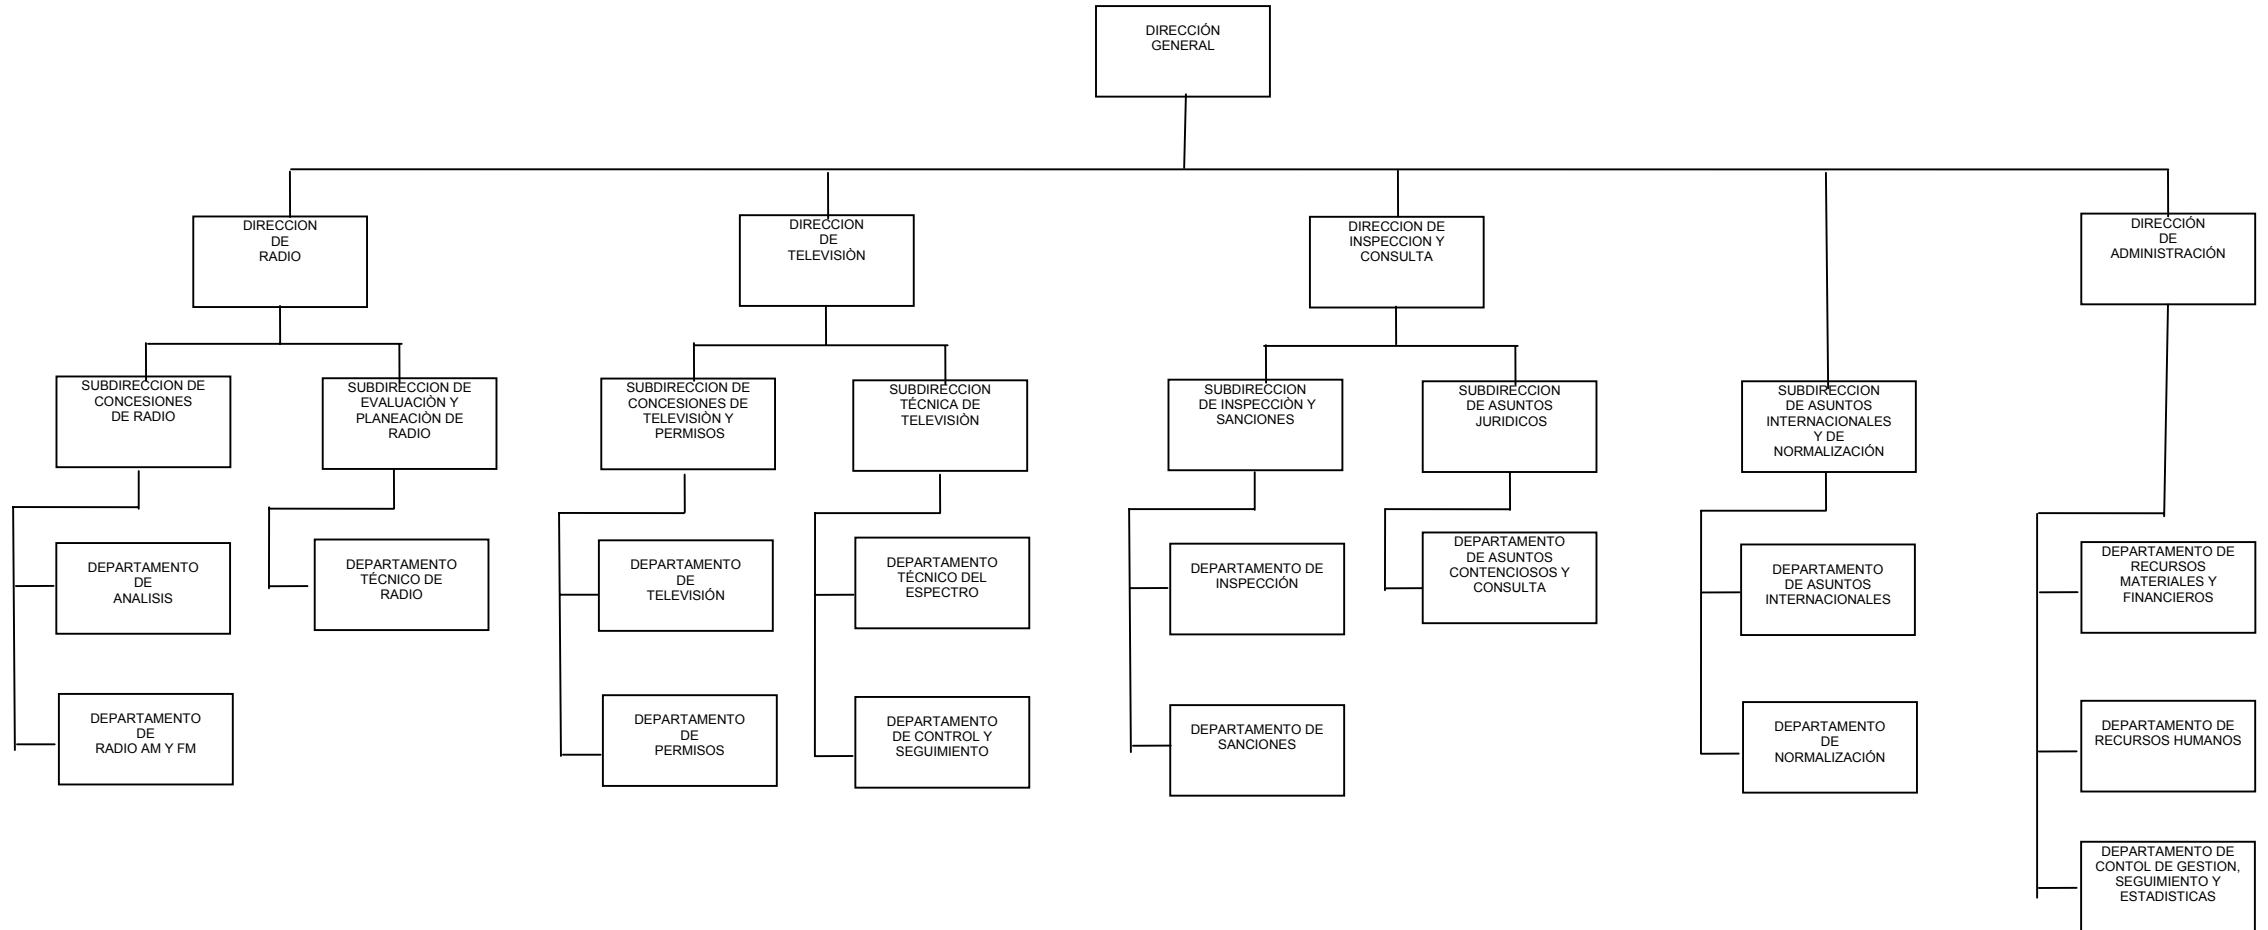 DIRECCIÓN
GENERAL
DIRECCION
DE
RADIO
DIRECCION
DE
TELEVISIÒN
DIRECCION DE
INSPECCION Y
CONSULTA
DIRECCIÓN
DE
ADMINISTRACIÓN
SUBDIRECCION DE
CONCESIONES
DE RADIO
SUBDIRECCION DE
EVALUACIÒN Y
PLANEACIÒN DE
RADIO
SUBDIRECCION DE
CONCESIONES DE
TELEVISIÒN Y
PERMISOS
SUBDIRECCION
TÉCNICA DE
TELEVISIÒN
SUBDIRECCION
DE INSPECCIÒN Y
SANCIONES
SUBDIRECCION
DE ASUNTOS
JURIDICOS
SUBDIRECCION
DE ASUNTOS
INTERNACIONALES
Y DE
NORMALIZACIÓN
DEPARTAMENTO
DE
ANALISIS
DEPARTAMENTO
TÉCNICO DE
RADIO
DEPARTAMENTO
DE
TELEVISIÓN
DEPARTAMENTO
TÉCNICO DEL
ESPECTRO
DEPARTAMENTO DE
INSPECCIÓN
DEPARTAMENTO
DE ASUNTOS
CONTENCIOSOS Y
CONSULTA
DEPARTAMENTO
DE ASUNTOS
INTERNACIONALES
DEPARTAMENTO DE
RECURSOS
MATERIALES Y
FINANCIEROS
DEPARTAMENTO
DE
RADIO AM Y FM
DEPARTAMENTO
DE
PERMISOS
DEPARTAMENTO
DE CONTROL Y
SEGUIMIENTO
DEPARTAMENTO DE
SANCIONES
DEPARTAMENTO
DE
NORMALIZACIÓN
DEPARTAMENTO DE
RECURSOS HUMANOS
DEPARTAMENTO DE
CONTOL DE GESTION,
SEGUIMIENTO Y
ESTADISTICAS